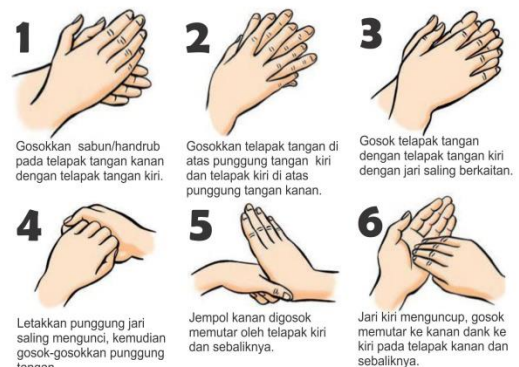 1
Gosokkan sabun/handrub
pada telapak tangan kanan
dengan telapak tangan kiri.
2
Gosokkan telapak tangan di
atas punggung tangan kiri
dan telapak kiri di atas
punggung tangan kanan.
3
Gosok telapak tangan
dengan telapak tangan kiri
dengan jari saling berkaitan.
4
Letakkan punggung jari
saling mengunci, kemudian
gosok-gosokkan punggung
tangan
5
Jempol kanan digosok
memutar oleh telapak kiri
dan sebaliknya.
6
Jari kiri menguncup, gosok
memutar ke kanan dank ke
kiri pada telapak kanan dan
sebaliknya.